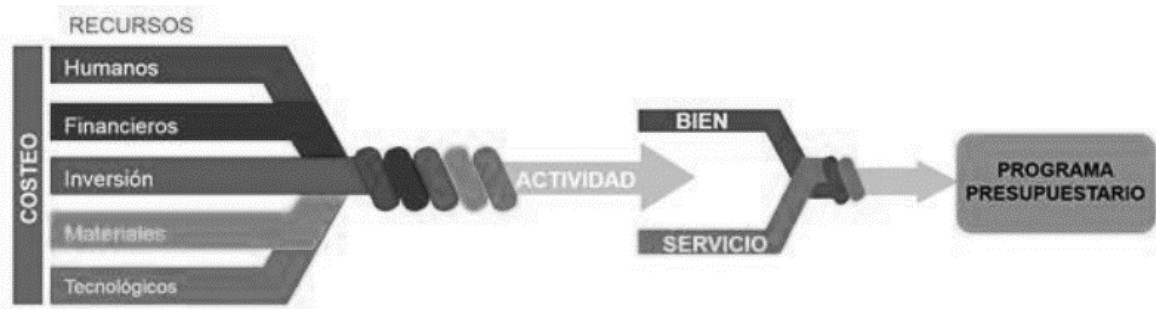 RECURSOS
COSTEO
Humanos
Financieros
Inversión
Materiales
Tecnológicos
ACTIVIDAD
BIEN
SERVICIO
PROGRAMA
PRESUPUESTARIO